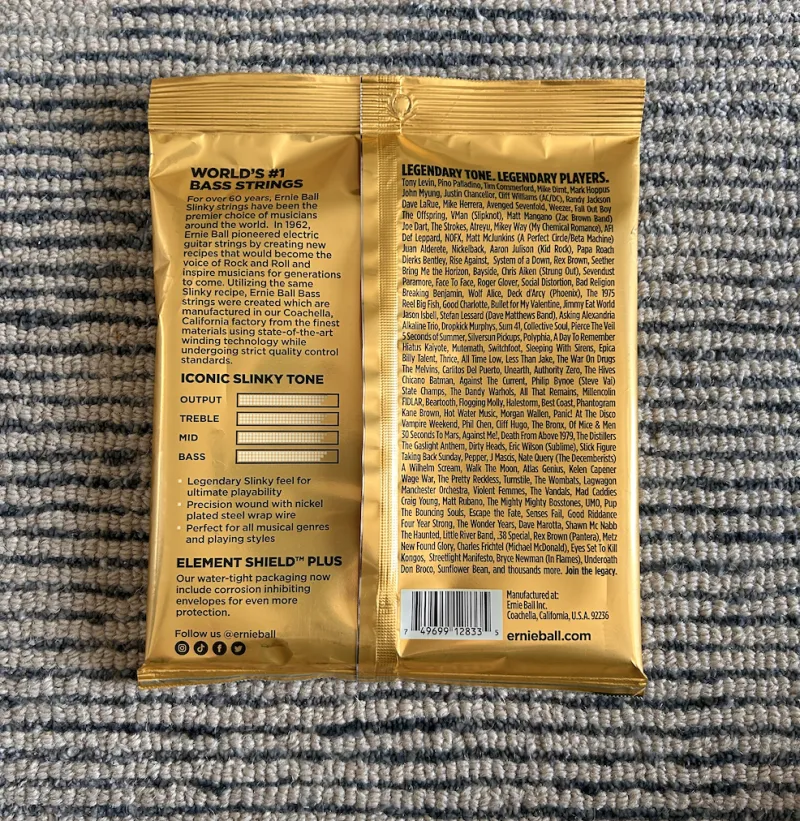 WORLD'S #1
BASS STRINGS
For over 60 years, Ernie Ball
Slinky strings have been the
premier choice of musicians
around the world. In 1962,
Ernie Ball pioneered electric
guitar strings by creating new
recipes that would become the
voice of Rock and Roll and
inspire musicians for generations
to come. Utilizing the same
Slinky recipe, Ernie Ball Bass
strings were created which are
manufactured in our Coachella,
California factory from the finest
materials using state-of-the-art
winding technology while
undergoing strict quality control
standards.
ICONIC SLINKY TONE
OUTPUT
TREBLE
MID
BASS
• Legendary Slinky feel for
ultimate playability
• Precision wound with nickel
plated steel wrap wire
• Perfect for all musical genres
and playing styles
ELEMENT SHIELD™ PLUS
Our water-tight packaging now
include corrosion inhibiting
envelopes for even more
protection.
Follow us @ernieball
LEGENDARY TONE. LEGENDARY PLAYERS.
Tony Levin, Pino Palladino, Tim Commerford, Mike Dirnt, Mark Hoppus
John Myung, Justin Chancellor, Cliff Williams (AC/DC), Randy Jackson
Dave LaRue, Mike Herrera, Avenged Sevenfold, Weezer, Fall Out Boy
The Offspring, VMan (Slipknot), Matt Mangano (Zac Brown Band)
Joe Dart, The Strokes, Atreyu, Mikey Way (My Chemical Romance), AFI
Def Leppard, NOFX, Matt McJunkins (A Perfect Circle/Beta Machine)
Juan Alderete, Nickelback, Aaron Julison (Kid Rock), Papa Roach
Dierks Bentley, Rise Against, System of a Down, Rex Brown, Seether
Bring Me the Horizon, Bayside, Chris Aiken (Strung Out), Sevendust
Paramore, Face To Face, Roger Glover, Social Distortion, Bad Religion
Breaking Benjamin, Wolf Alice, Deck d'Arcy (Phoenix), The 1975
Reel Big Fish, Good Charlotte, Bullet for My Valentine, Jimmy Eat World
Jason Isbell, Stefan Lessard (Dave Matthews Band), Asking Alexandria
Alkaline Trio, Dropkick Murphys, Sum 41, Collective Soul, Pierce The Veil
5 Seconds of Summer, Silversun Pickups, Polyphia, A Day To Remember
Hiatus Kaiyote, Mutemath, Switchfoot, Sleeping With Sirens, Epica
Billy Talent, Thrice, All Time Low, Less Than Jake, The War On Drugs
The Melvins, Carlitos Del Puerto, Unearth, Authority Zero, The Hives
Chicano Batman, Against The Current, Philip Bynoe (Steve Vai)
State Champs, The Dandy Warhols, All That Remains, Millencolin
FIDLAR, Beartooth, Flogging Molly, Halestorm, Best Coast, Phantogram
Kane Brown, Hot Water Music, Morgan Wallen, Panic! At The Disco
Vampire Weekend, Phil Chen, Cliff Hugo, The Bronx, Of Mice & Men
30 Seconds To Mars, Against Me!, Death From Above 1979, The Distillers
The Gaslight Anthem, Dirty Heads, Eric Wilson (Sublime), Stick Figure
Taking Back Sunday, Pepper, J Mascis, Nate Query (The Decemberists)
A Wilhelm Scream, Walk The Moon, Atlas Genius, Kelen Capener
Wage War, The Pretty Reckless, Turnstile, The Wombats, Lagwagon
Manchester Orchestra, Violent Femmes, The Vandals, Mad Caddies
Craig Young, Matt Rubano, The Mighty Mighty Bosstones, UMO, Pup
The Bouncing Souls, Escape the Fate, Senses Fail, Good Riddance
Four Year Strong, The Wonder Years, Dave Marotta, Shawn Mc Nabb
The Haunted, Little River Band, .38 Special, Rex Brown (Pantera), Metz
New Found Glory, Charles Frichtel (Michael McDonald), Eyes Set To Kill
Kongos, Streetlight Manifesto, Bryce Newman (In Flames), Underoath
Don Broco, Sunflower Bean, and thousands more. Join the legacy.
7 49699 12833 5
Manufactured at:
Ernie Ball Inc.
Coachella, California, U.S.A. 92236
ernieball.com